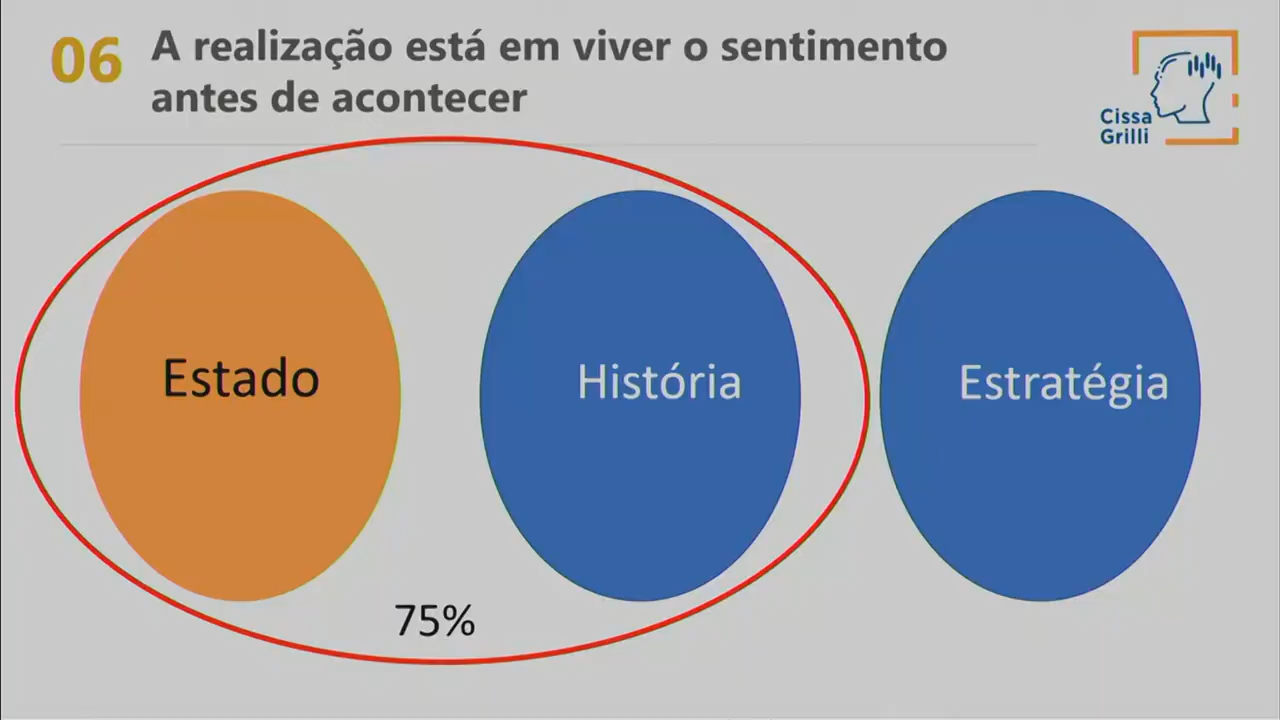 06
A realização está em viver o sentimento
antes de acontecer
Cissa
Grilli
Estado
História
Estratégia
75%